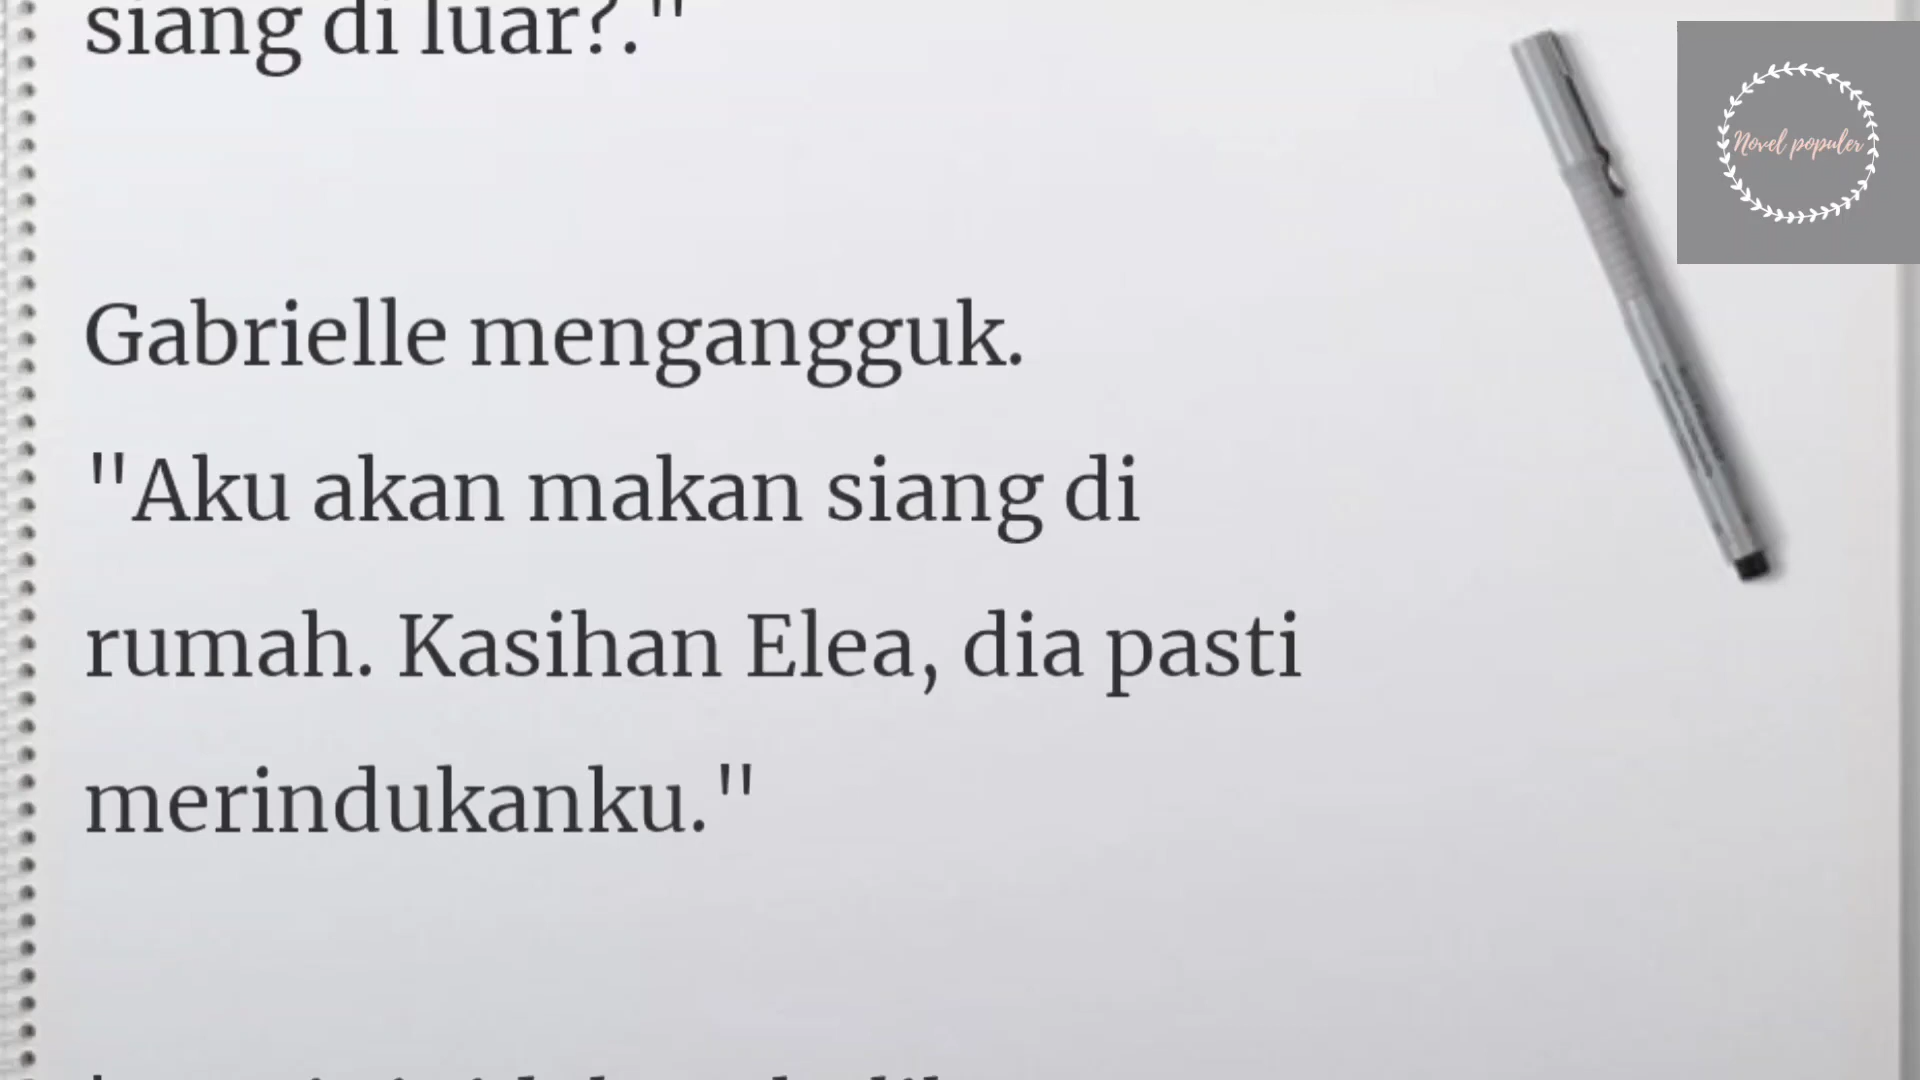 siang di luar?."
Novel populer
Gabrielle mengangguk.
"Aku akan makan siang di
rumah. Kasihan Elea, dia pasti
merindukanku."